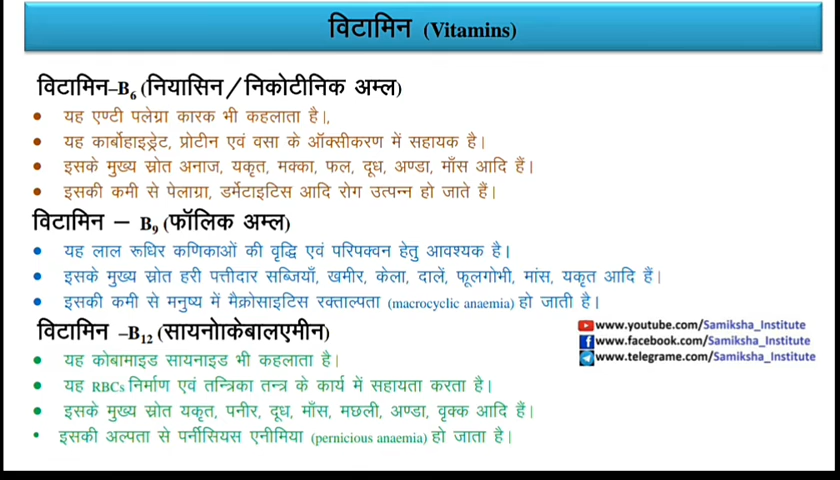 विटामिन (Vitamins)
विटामिन–B6 (नियासिन/निकोटीनिक अम्ल)
• यह एण्टी पलेग्रा कारक भी कहलाता है।,
• यह कार्बोहाइड्रेट, प्रोटीन एवं वसा के ऑक्सीकरण में सहायक है।
• इसके मुख्य स्रोत अनाज, यकृत, मक्का, फल, दूध, अण्डा, माँस आदि हैं।
• इसकी कमी से पेलाग्रा, डर्मेटाइटिस आदि रोग उत्पन्न हो जाते हैं।
विटामिन – B9 (फॉलिक अम्ल)
• यह लाल रूधिर कणिकाओं की वृद्धि एवं परिपक्वन हेतु आवश्यक है।
• इसके मुख्य स्रोत हरी पत्तीदार सब्जियाँ, खमीर, केला, दालें, फूलगोभी, मांस, यकृत आदि हैं।
• इसकी कमी से मनुष्य में मैक्रोसाइटिस रक्ताल्पता (macrocyclic anaemia) हो जाती है।
विटामिन –B12 (सायनोाकेबालएमीन)
www.youtube.com/Samiksha_Institute
www.facebook.com/Samiksha_Institute
www.telegrame.com/Samiksha_Institute
• यह कोबामाइड सायनाइड भी कहलाता है।
• यह RBCs निर्माण एवं तन्त्रिका तन्त्र के कार्य में सहायता करता है।
• इसके मुख्य स्रोत यकृत, पनीर, दूध, माँस, मछली, अण्डा, वृक्क आदि हैं।
• इसकी अल्पता से पर्नीसियस एनीमिया (pernicious anaemia) हो जाता है।